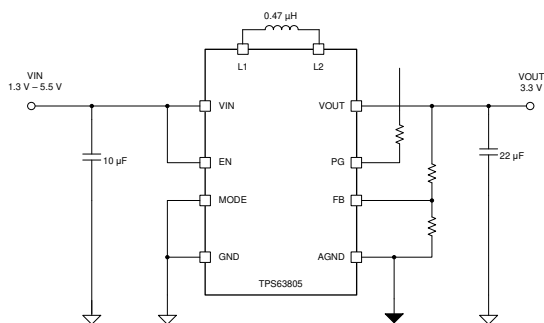 0.47 µH
L1
L2
VIN
1.3 V – 5.5 V
VOUT
3.3 V
VIN
VOUT
10 µF
EN
PG
22 µF
MODE
FB
GND
AGND
TPS63805